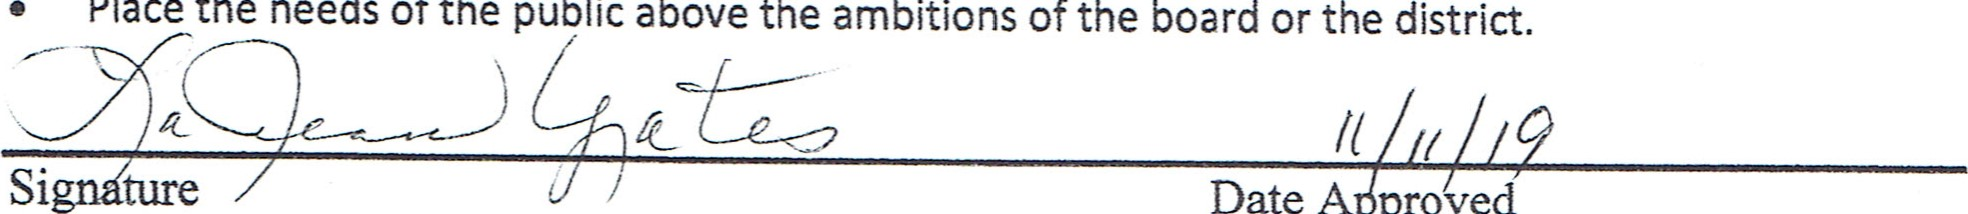 • Place the needs of the public above the ambitions of the board or the district.
LaJean Yates 11/11/19
Signature Date Approved